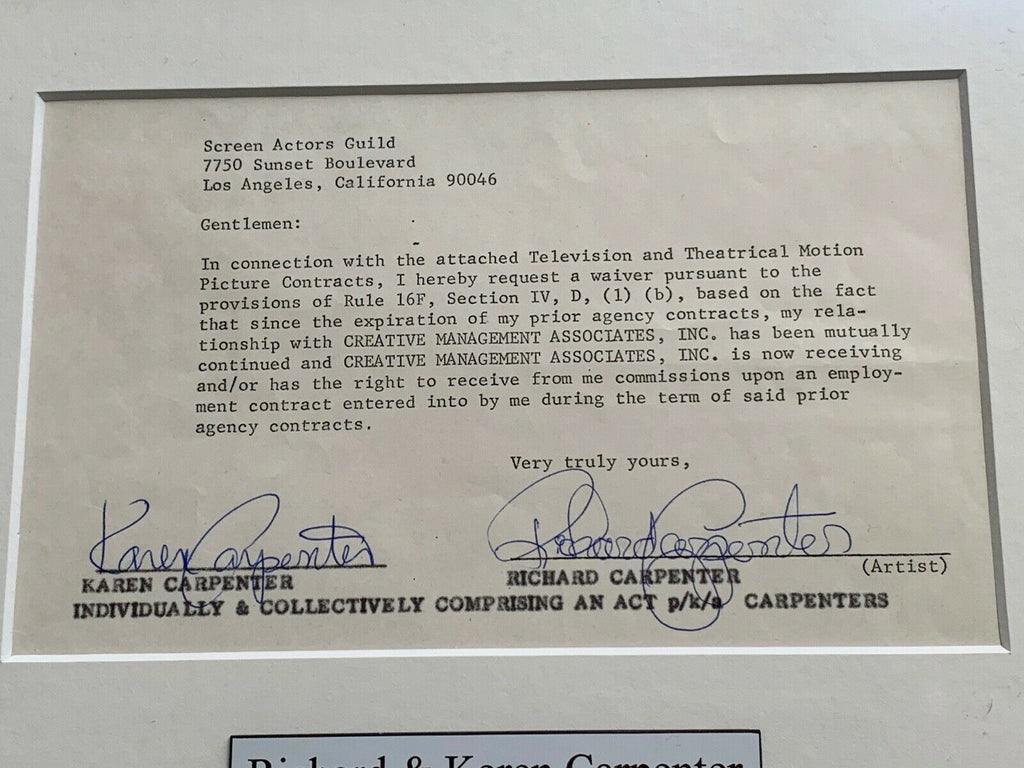 Screen Actors Guild
7750 Sunset Boulevard
Los Angeles, California 90046
Gentlemen:
In connection with the attached Television and Theatrical Motion
Picture Contracts, I hereby request a waiver pursuant to the
provisions of Rule 16F, Section IV, D, (1) (b), based on the fact
that since the expiration of my prior agency contracts, my rela-
tionship with CREATIVE MANAGEMENT ASSOCIATES, INC. has been mutually
continued and CREATIVE MANAGEMENT ASSOCIATES, INC. is now receiving
and/or has the right to receive from me commissions upon an employ-
ment contract entered into by me during the term of said prior
agency contracts.
Very truly yours,
Karen Carpenter Richard Carpenter
(Artist)
KAREN CARPENTER RICHARD CARPENTER
INDIVIDUALLY & COLLECTIVELY COMPRISING AN ACT p/k/a CARPENTERS
Richard & Karen Carpenter